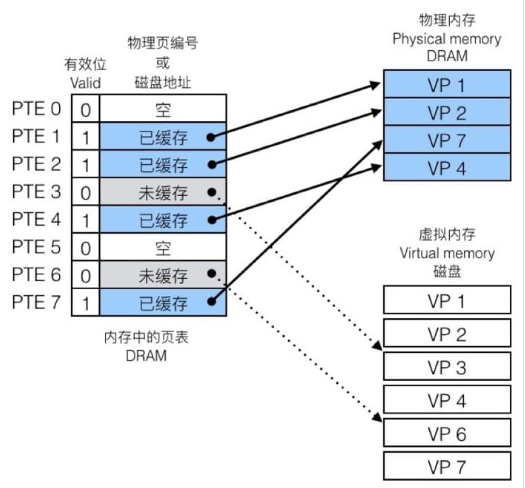 物理页编号
或
磁盘地址
有效位
Valid
PTE 0 0 空
PTE 1 1 已缓存
PTE 2 1 已缓存
PTE 3 0 未缓存
PTE 4 1 已缓存
PTE 5 0 空
PTE 6 0 未缓存
PTE 7 1 已缓存
内存中的页表
DRAM
物理内存
Physical memory
DRAM
VP 1
VP 2
VP 7
VP 4
虚拟内存
Virtual memory
磁盘
VP 1
VP 2
VP 3
VP 4
VP 6
VP 7